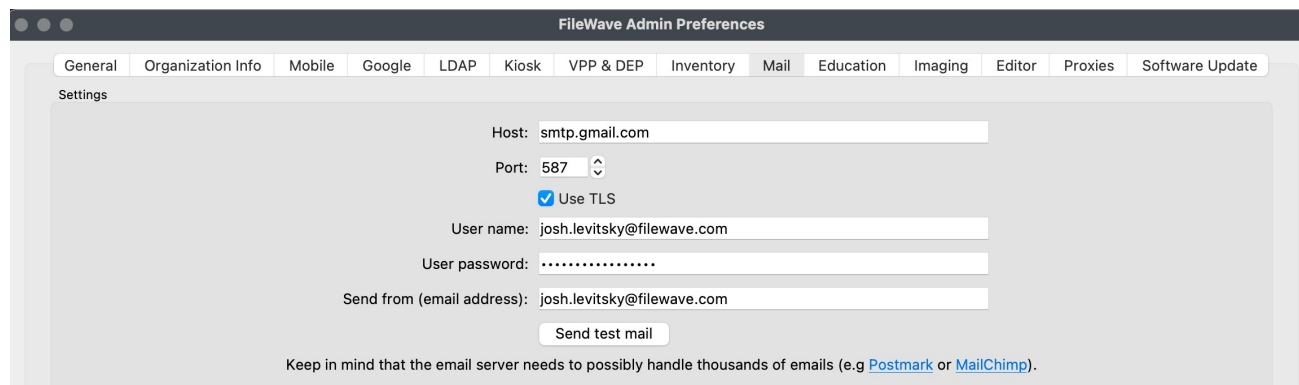 FileWave Admin Preferences
General Organization Info Mobile Google LDAP Kiosk VPP & DEP Inventory Mail Education Imaging Editor Proxies Software Update
Settings
Host: smtp.gmail.com
Port: 587
Use TLS
User name: josh.levitsky@filewave.com
User password: •••••••••••••••••
Send from (email address): josh.levitsky@filewave.com
Send test mail
Keep in mind that the email server needs to possibly handle thousands of emails (e.g Postmark or MailChimp).